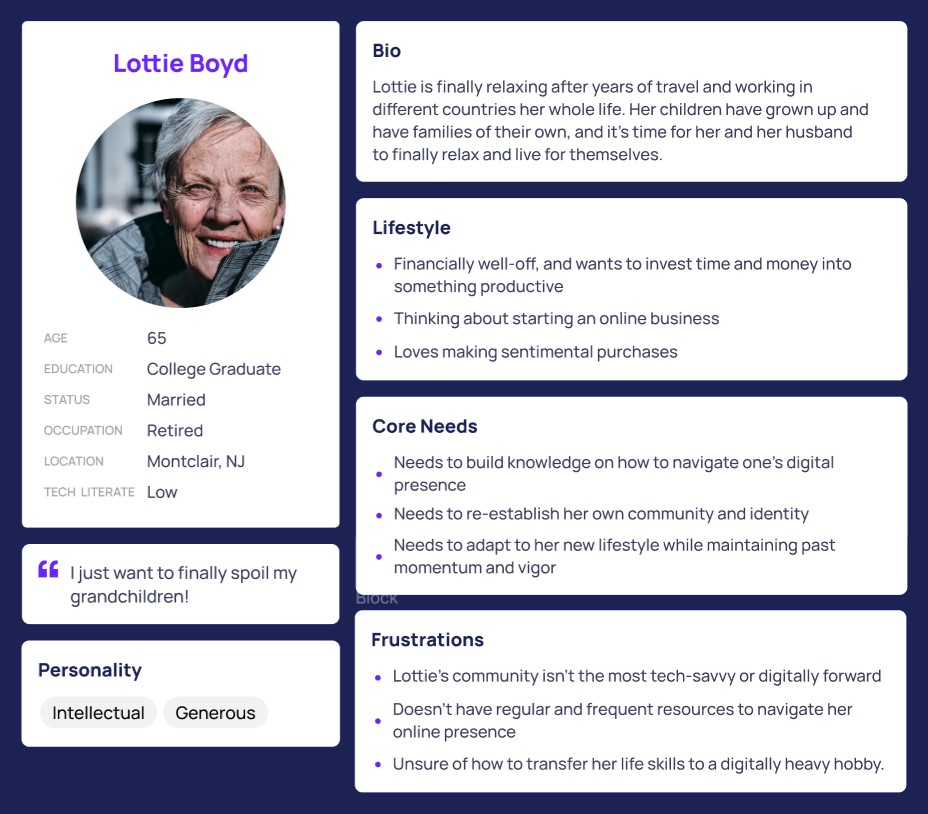 Lottie Boyd
AGE 65
EDUCATION College Graduate
STATUS Married
OCCUPATION Retired
LOCATION Montclair, NJ
TECH LITERATE Low
I just want to finally spoil my
grandchildren!
Personality
Intellectual Generous
Bio
Lottie is finally relaxing after years of travel and working in
different countries her whole life. Her children have grown up and
have families of their own, and it's time for her and her husband
to finally relax and live for themselves.
Lifestyle
• Financially well-off, and wants to invest time and money into
something productive
• Thinking about starting an online business
• Loves making sentimental purchases
Core Needs
• Needs to build knowledge on how to navigate one's digital
presence
• Needs to re-establish her own community and identity
• Needs to adapt to her new lifestyle while maintaining past
momentum and vigor
Block
Frustrations
• Lottie's community isn't the most tech-savvy or digitally forward
• Doesn't have regular and frequent resources to navigate her
online presence
• Unsure of how to transfer her life skills to a digitally heavy hobby.